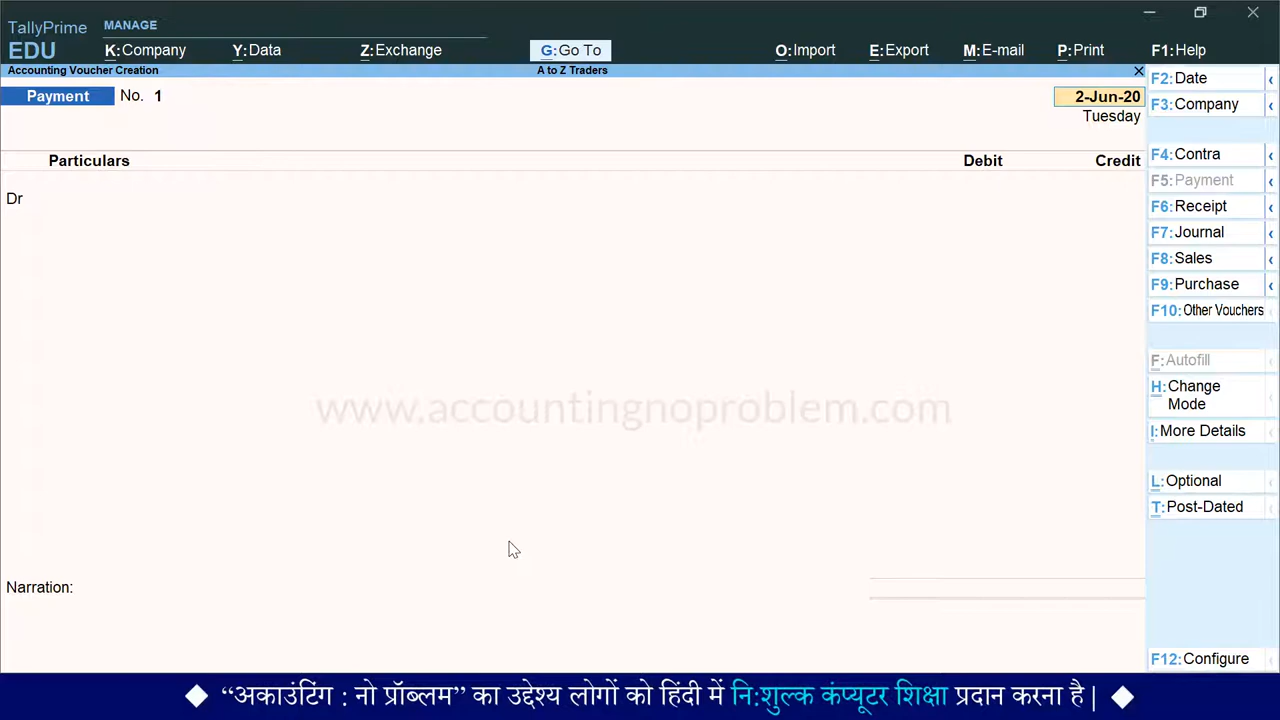 TallyPrime MANAGE
EDU K:Company Y:Data Z:Exchange G:Go To O:Import E:Export M:E-mail P:Print F1:Help
Accounting Voucher Creation A to Z Traders ×
Payment No. 1 2-Jun-20
Tuesday
Particulars Debit Credit
Dr
www.accountingnoproblem.com
Narration:
F2:Date
F3:Company
F4:Contra
F5:Payment
F6:Receipt
F7:Journal
F8:Sales
F9:Purchase
F10:Other Vouchers
F:Autofill
H:Change
Mode
I:More Details
L:Optional
T:Post-Dated
F12:Configure
“अकाउंटिंग : नो प्रॉब्लम” का उद्देश्य लोगों को हिंदी में नि:शुल्क कंप्यूटर शिक्षा प्रदान करना है|